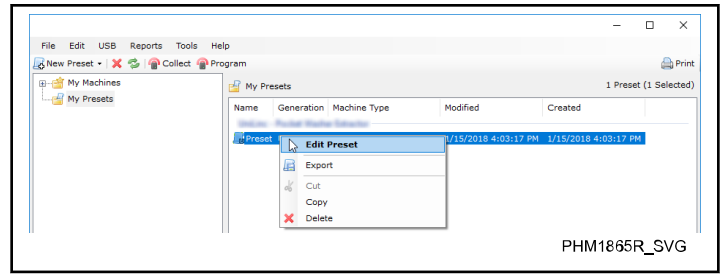 File Edit USB Reports Tools Help
New Preset Collect Program Print
My Machines
My Presets
My Presets 1 Preset (1 Selected)
Name Generation Machine Type Modified Created
Preset 1/15/2018 4:03:17 PM 1/15/2018 4:03:17 PM
Edit Preset
Export
Cut
Copy
Delete
PHM1865R_SVG